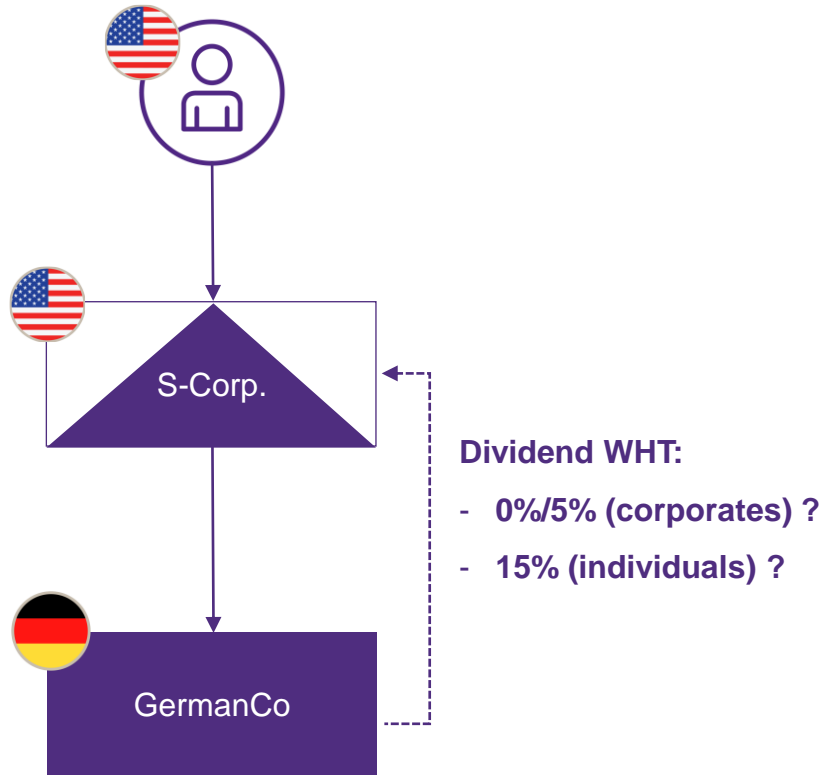 S-Corp.
Dividend WHT:
- 0%/5% (corporates) ?
- 15% (individuals) ?
GermanCo